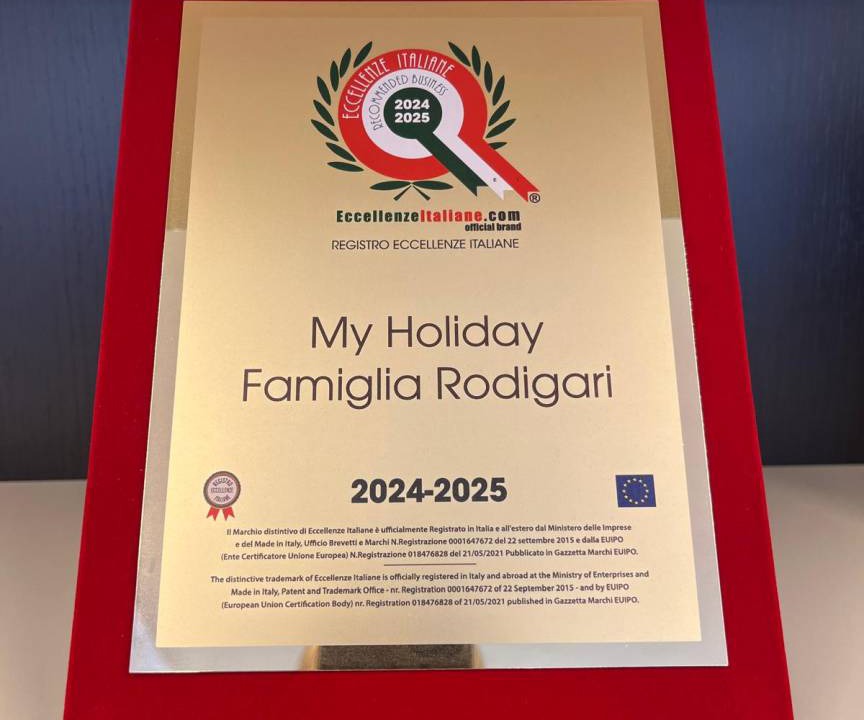 ECCELLENZE ITALIANE
RECOMMENDED BUSINESS
2024
2025
®
EccellenzeItaliane.com
official brand
REGISTRO ECCELLENZE ITALIANE
My Holiday
Famiglia Rodigari
REGISTRO
ECCELLENZE
ITALIANE
2024-2025
Il Marchio distintivo di Eccellenze Italiane è ufficialmente Registrato in Italia e all'estero dal Ministero delle Imprese
e del Made in Italy, Ufficio Brevetti e Marchi N.Registrazione 0001647672 del 22 settembre 2015 e dalla EUIPO
(Ente Certificatore Unione Europea) N.Registrazione 018476828 del 21/05/2021 Pubblicato in Gazzetta Marchi EUIPO.
The distinctive trademark of Eccellenze Italiane is officially registered in Italy and abroad at the Ministry of Enterprises and
Made in Italy, Patent and Trademark Office - nr. Registration 0001647672 of 22 September 2015 - and by EUIPO
(European Union Certification Body) nr. Registration 018476828 of 21/05/2021 published in Gazzetta Marchi EUIPO.